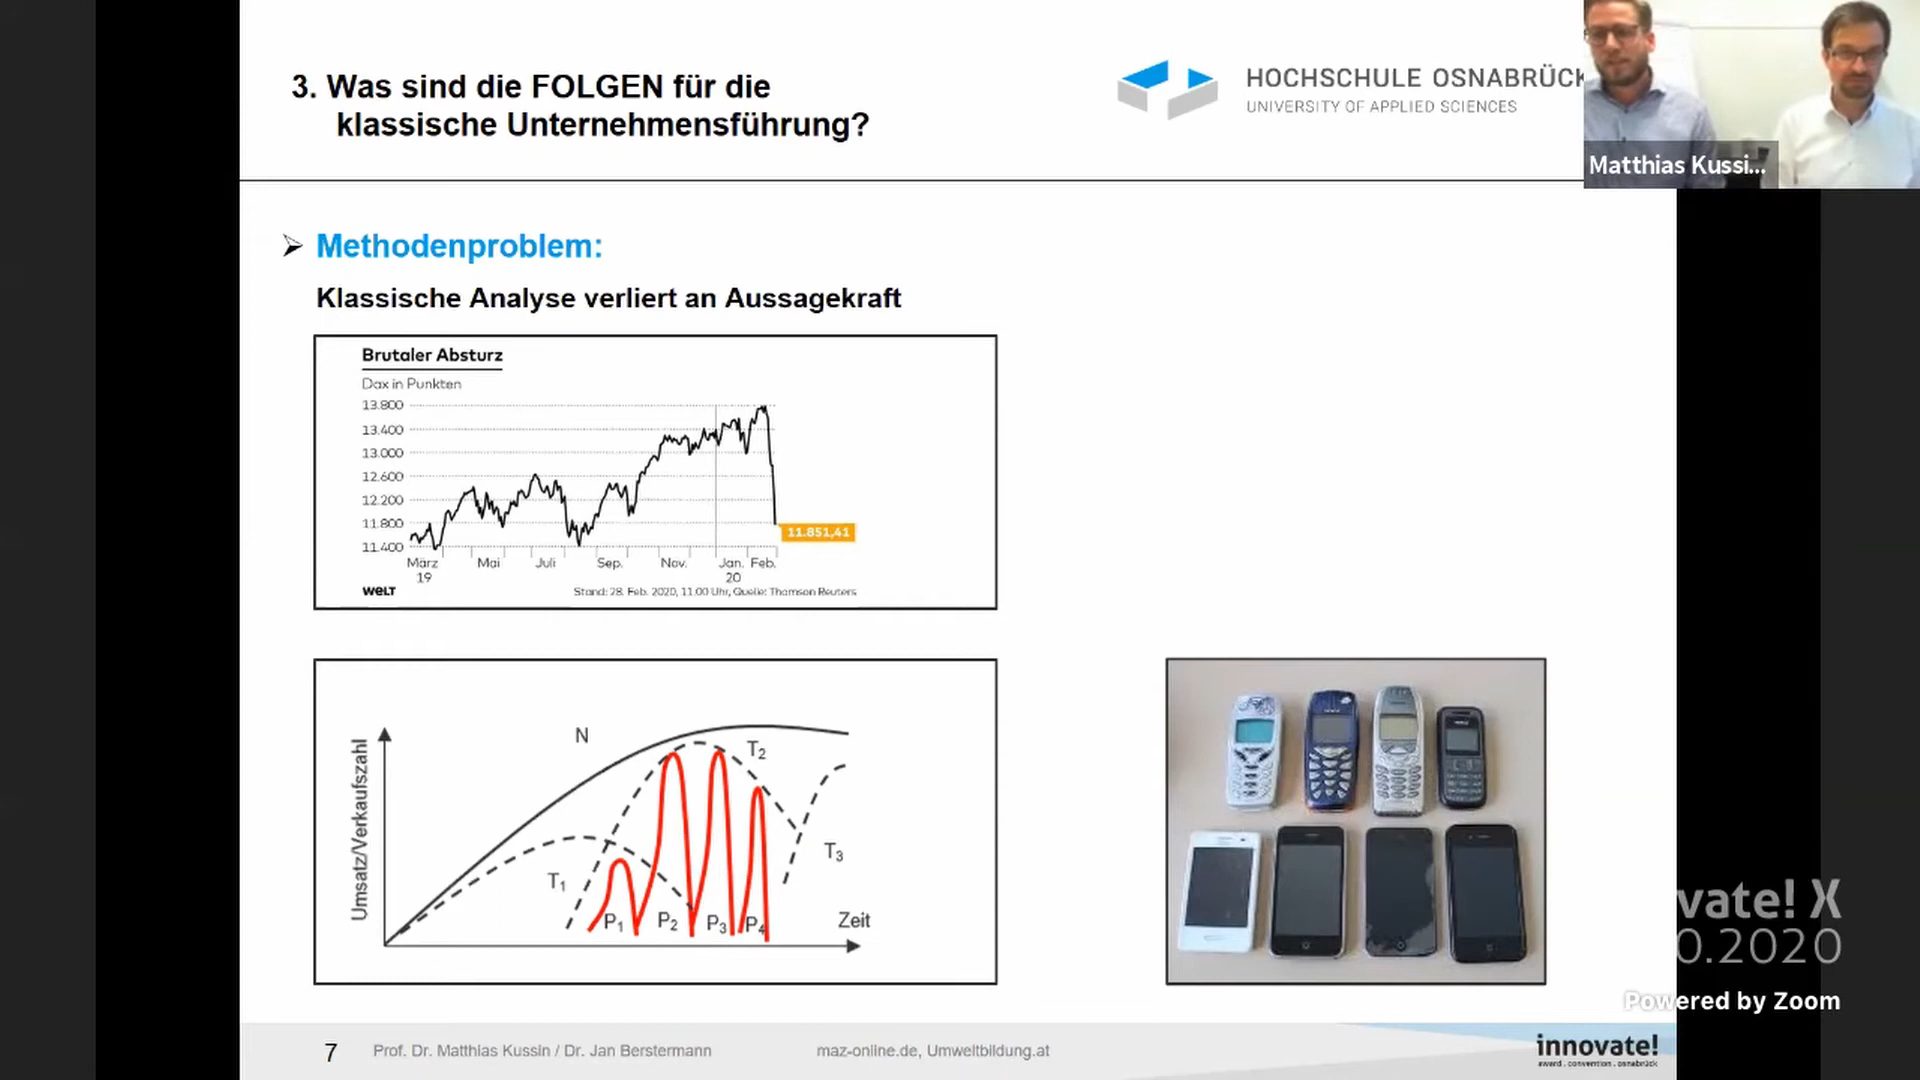 3. Was sind die FOLGEN für die
klassische Unternehmensführung?
HOCHSCHULE OSNABRÜCK
UNIVERSITY OF APPLIED SCIENCES
Matthias Kussi...
Methodenproblem:
Klassische Analyse verliert an Aussagekraft
Brutaler Absturz
Dax in Punkten
13.800
13.400
13.000
12.600
12.200
11.800
11.400
11.851,41
März Mai Juli Sep. Nov. Jan. Feb.
19 20
WELT
Stand: 28. Feb. 2020, 11.00 Uhr, Quelle: Thomson Reuters
Umsatz/Verkaufszahl
N
T2
T1
T3
P1 P2 P3 P4
Zeit
vate! X
0.2020
Powered by Zoom
7
Prof. Dr. Matthias Kussin / Dr. Jan Berstermann
maz-online.de, Umweltbildung.at
innovate!
award . convention . osnabrück